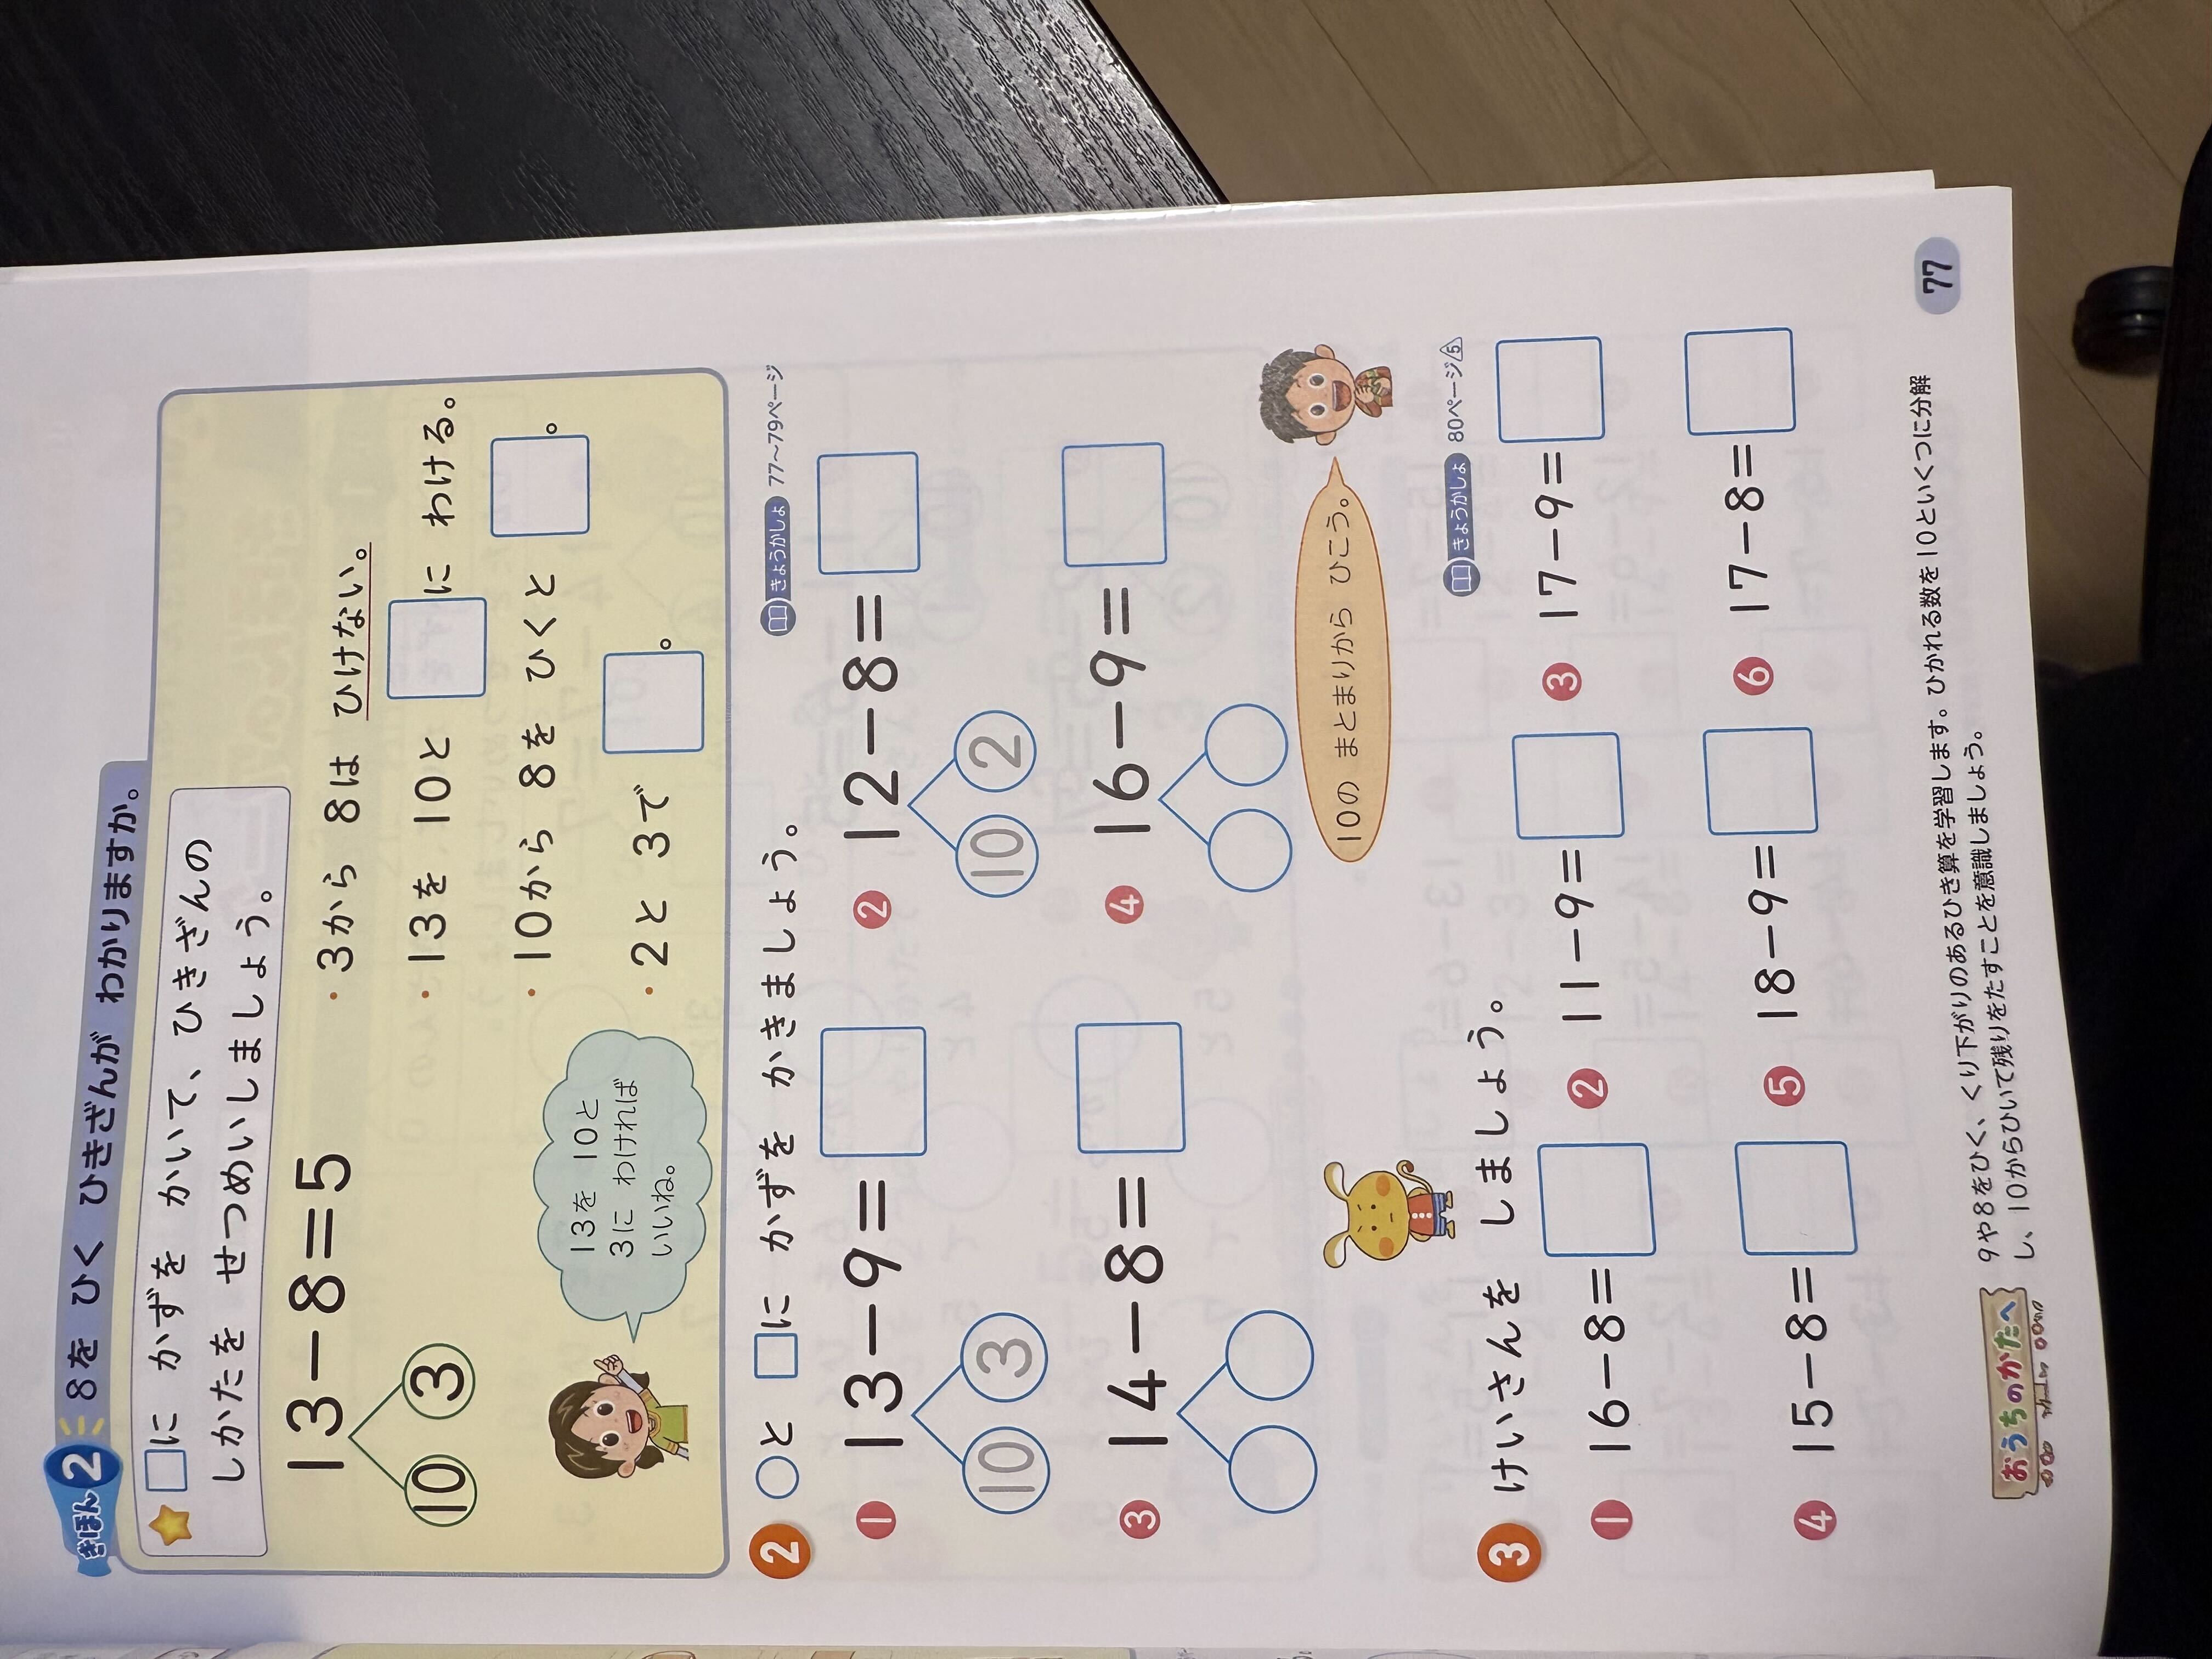 きほん2 8を ひく ひきざんが わかりますか。
□に かずを かいて、ひきざんの
しかたを せつめいしましょう。
13-8=5
10 3
13を 10と
3に わければ
いいね。
・3から 8は ひけない。
・13を 10と □に わける。
・10から 8を ひくと □。
・2と 3で □。
2 ○と □に かずを かきましょう。
きょうかしょ 77〜79ページ
1 13-9=□
10 3
2 12-8=□
10 2
3 14-8=□
4 16-9=□
10の まとまりから ひこう。
3 けいさんを しましょう。
きょうかしょ 80ページ 5
1 16-8=□
2 11-9=□
3 17-9=□
4 15-8=□
5 18-9=□
6 17-8=□
おうちのかたへ
9や8をひく、くり下がりのあるひき算を学習します。ひかれる数を10といくつに分解
し、10からひいて残りをたすことを意識しましょう。
77